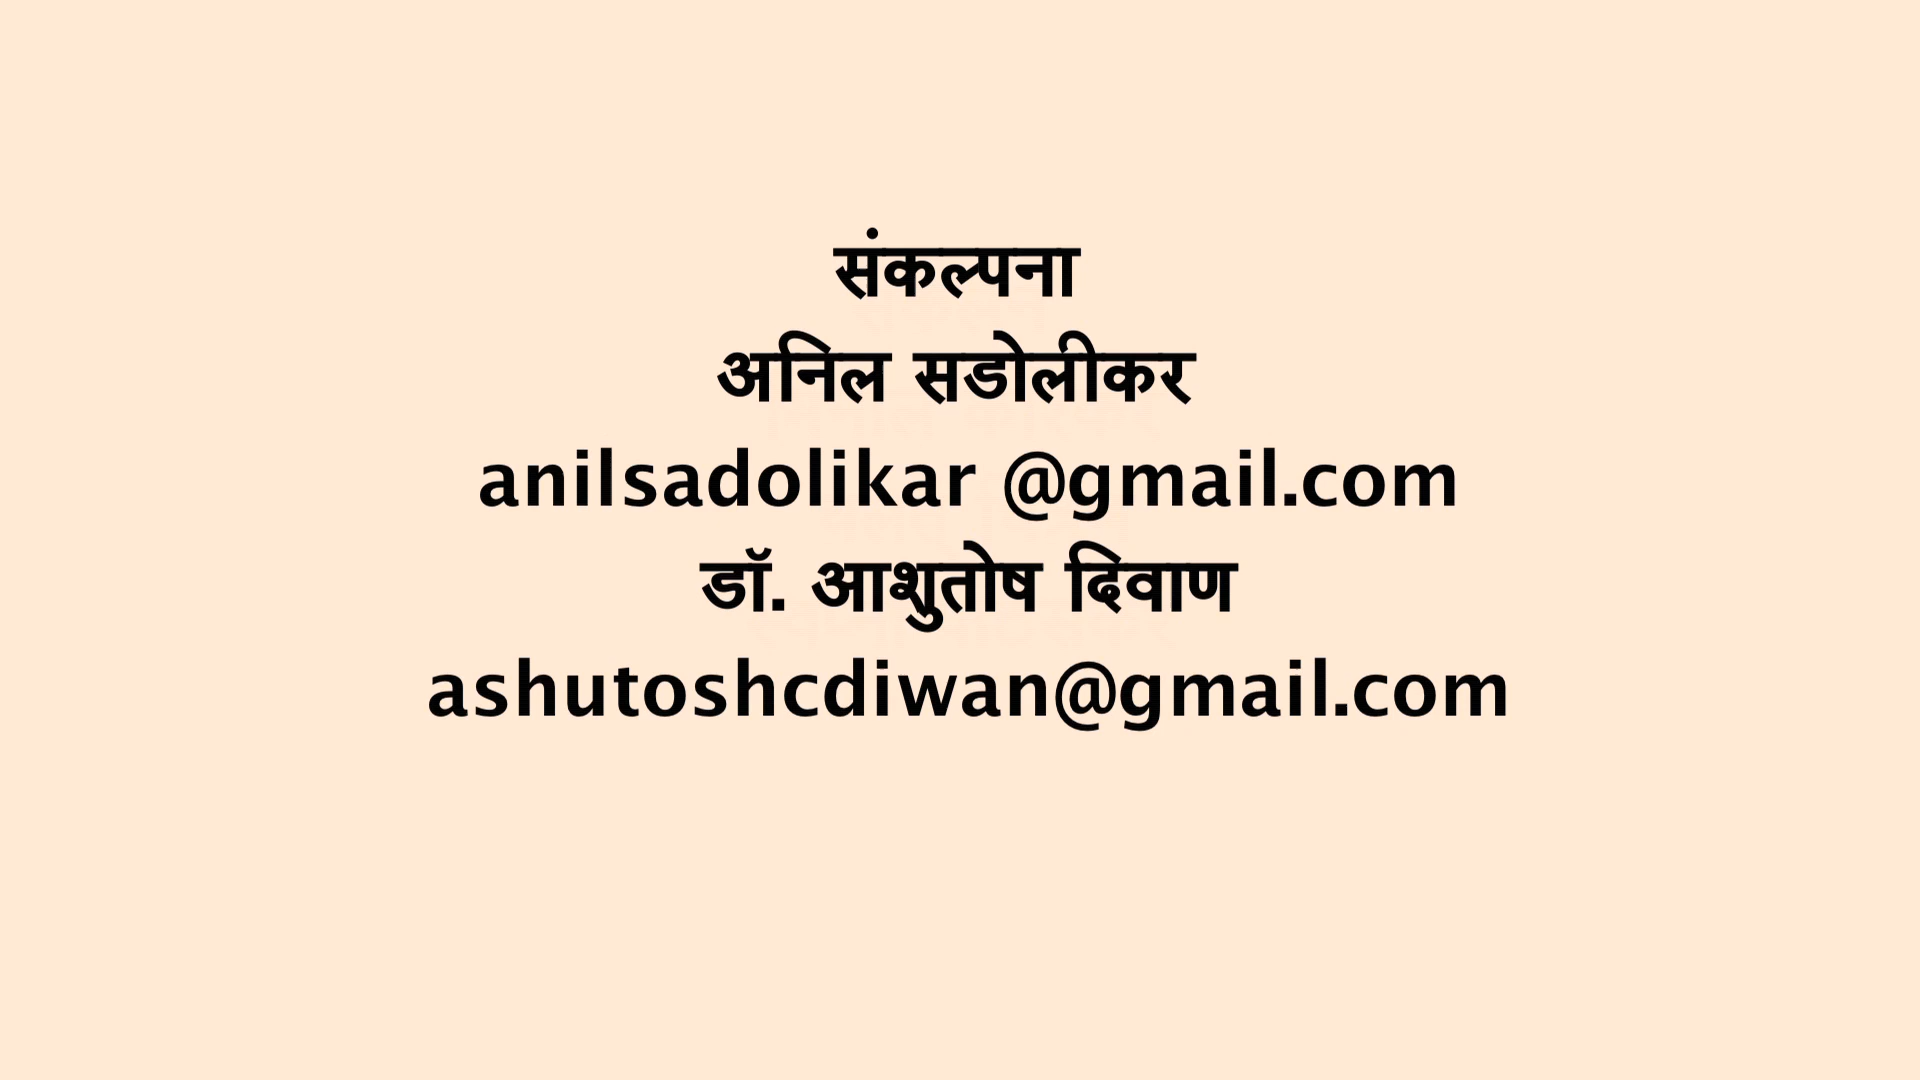 संकल्पना
अनिल सडोलीकर
anilsadolikar @gmail.com
डॉ. आशुतोष दिवाण
ashutoshcdiwan@gmail.com